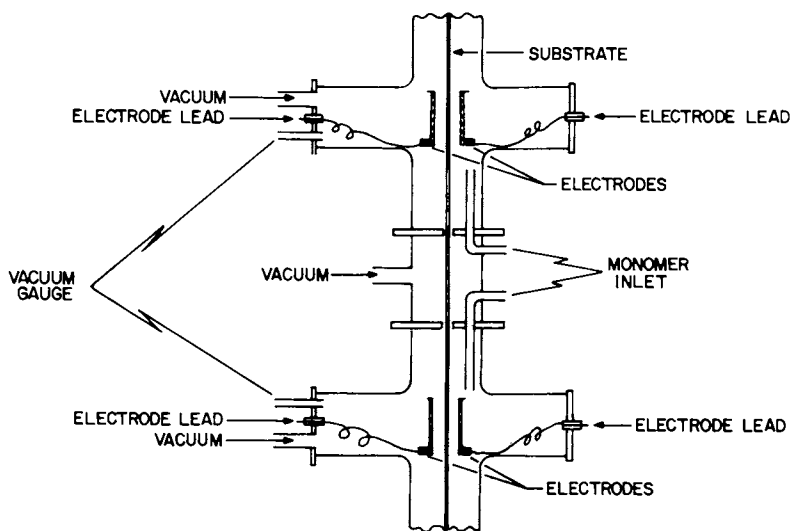 SUBSTRATE
VACUUM
ELECTRODE LEAD
ELECTRODE LEAD
ELECTRODES
VACUUM
GAUGE
VACUUM
MONOMER
INLET
ELECTRODE LEAD
VACUUM
ELECTRODE LEAD
ELECTRODES